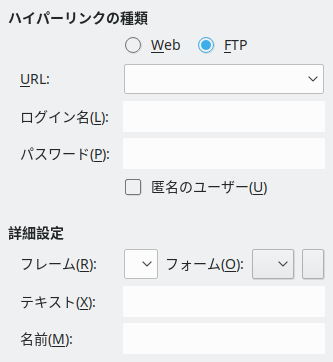 ハイパーリンクの種類
Web FTP
URL:
ログイン名(L):
パスワード(P):
匿名のユーザー(U)
詳細設定
フレーム(R): フォーム(O):
テキスト(X):
名前(M):